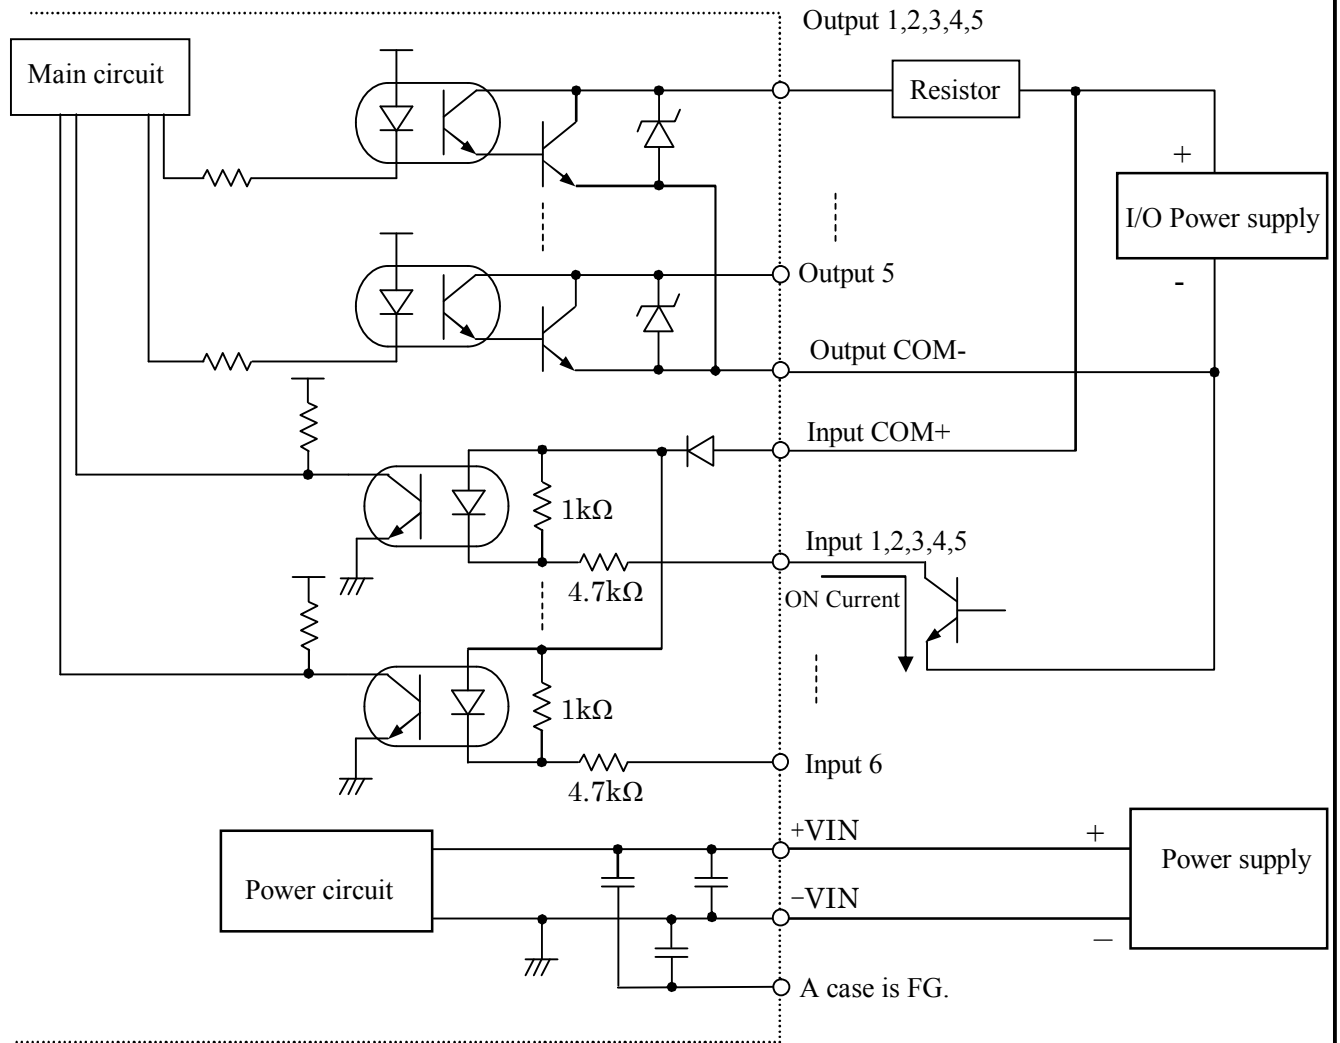 Output 1,2,3,4,5
Main circuit
Resistor
+
I/O Power supply
-
Output 5
Output COM-
Input COM+
1kΩ
Input 1,2,3,4,5
4.7kΩ
ON Current
1kΩ
Input 6
4.7kΩ
+VIN
+
Power supply
Power circuit
−VIN
−
A case is FG.